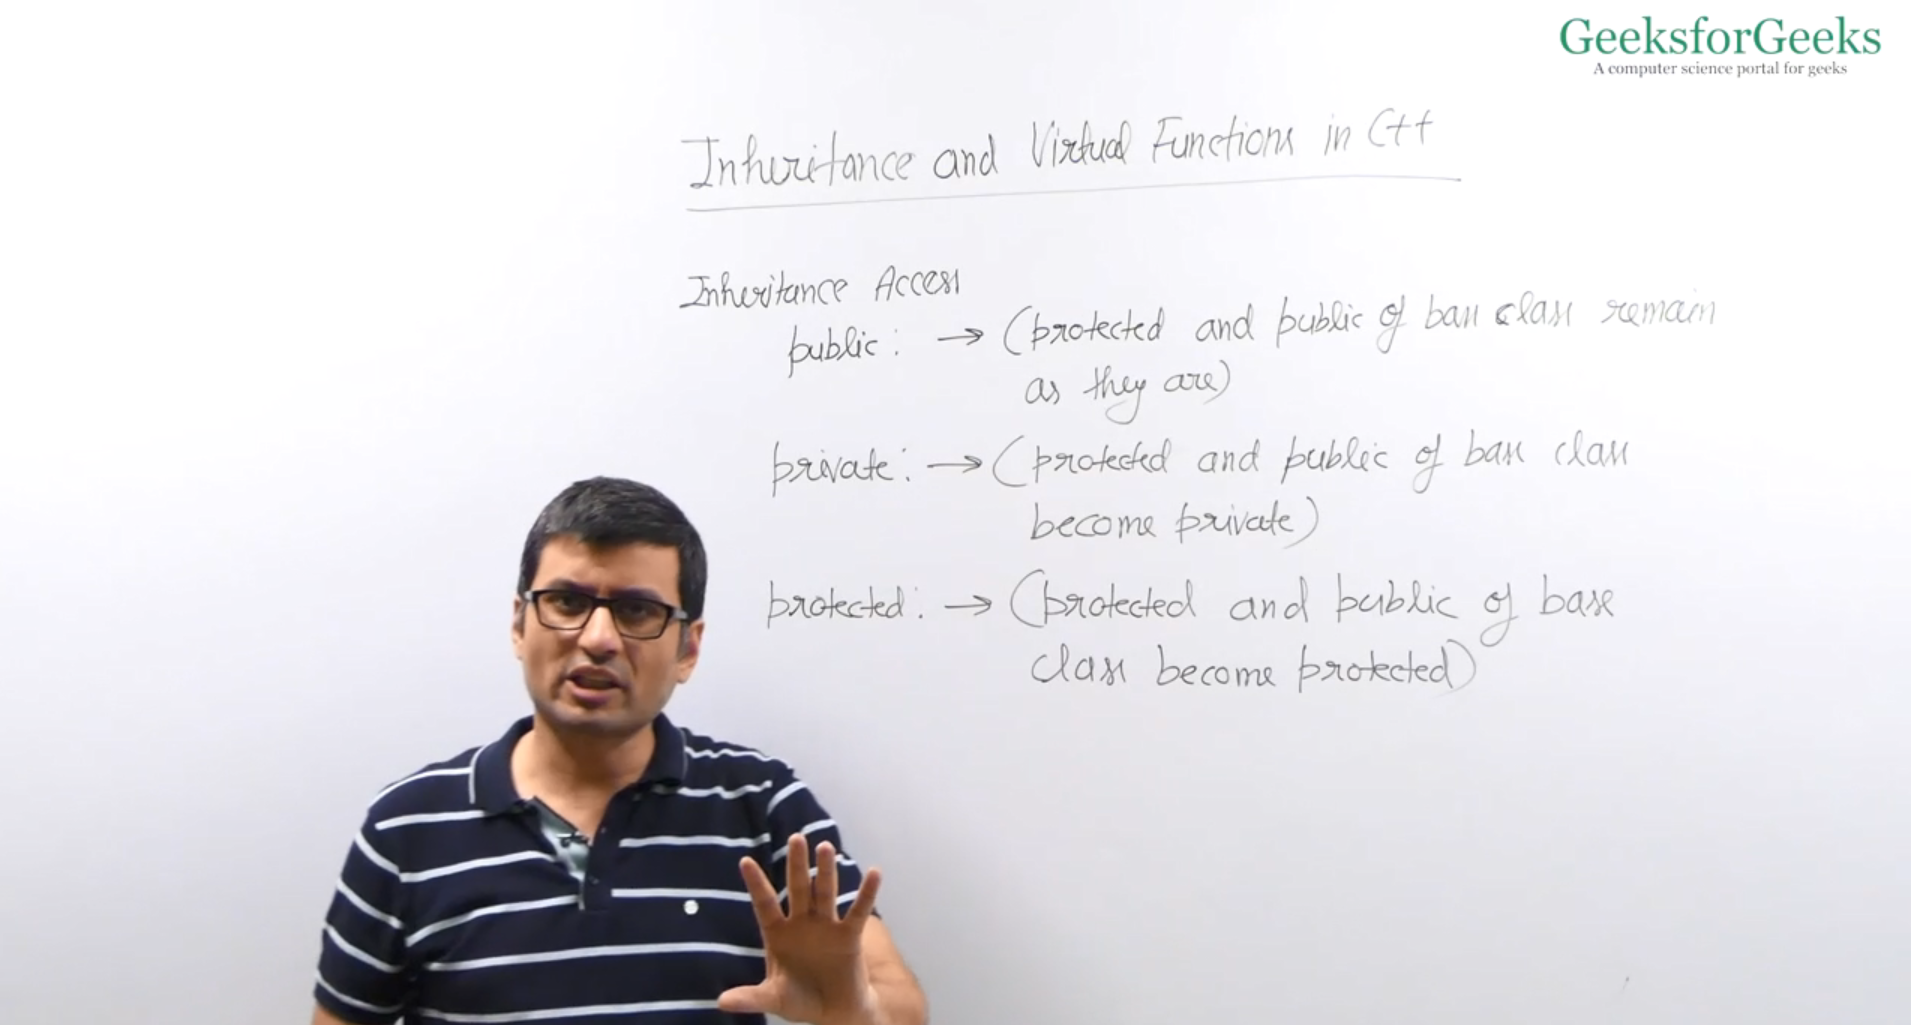 GeeksforGeeks
A computer science portal for geeks
Inheritance and Virtual Functions in C++
Inheritance Access
public: → (protected and public of base class remain
as they are)
private: → (protected and public of base class
become private)
protected: → (protected and public of base
class become protected)